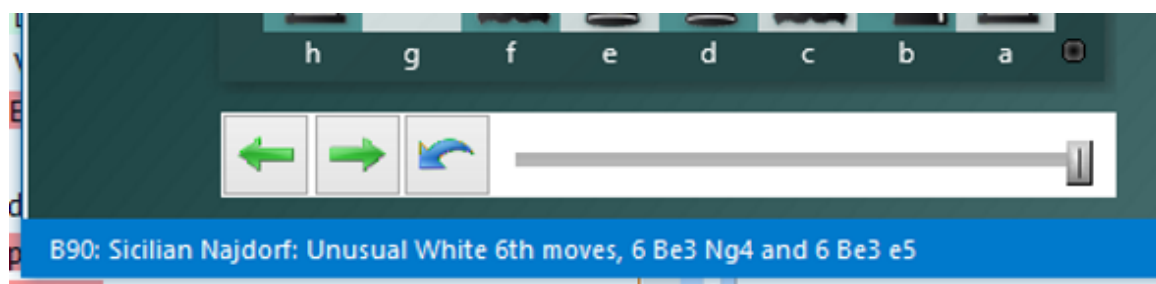 h g f e d c b a
B90: Sicilian Najdorf: Unusual White 6th moves, 6 Be3 Ng4 and 6 Be3 e5